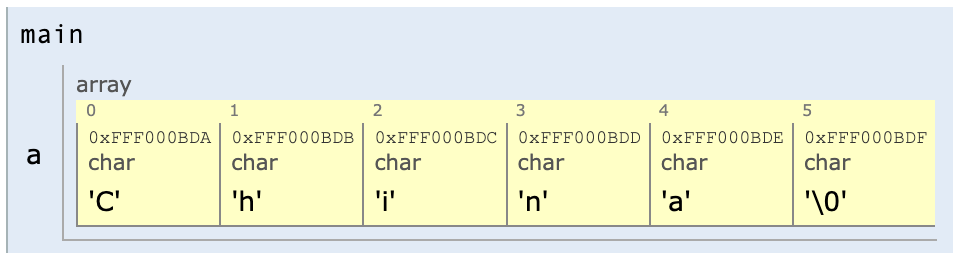 main
array
0 1 2 3 4 5
0xFFF000BDA 0xFFF000BDB 0xFFF000BDC 0xFFF000BDD 0xFFF000BDE 0xFFF000BDF
a
char char char char char char
'C' 'h' 'i' 'n' 'a' '\0'